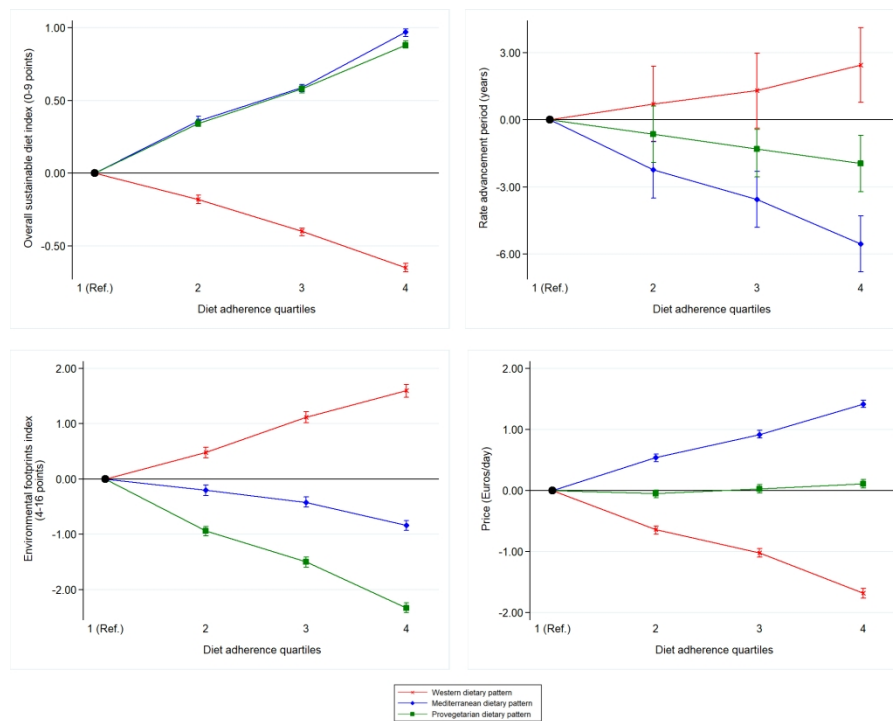 Overall sustainable diet index (0-9 points)
1.00
0.50
0.00
-0.50
1 (Ref.) 2 3 4
Diet adherence quartiles
Rate advancement period (years)
3.00
0.00
-3.00
-6.00
1 (Ref.) 2 3 4
Diet adherence quartiles
Environmental footprints index
(4-16 points)
2.00
1.00
0.00
-1.00
-2.00
1 (Ref.) 2 3 4
Diet adherence quartiles
Price (Euros/day)
2.00
1.00
0.00
-1.00
-2.00
1 (Ref.) 2 3 4
Diet adherence quartiles
Western dietary pattern
Mediterranean dietary pattern
Provegetarian dietary pattern